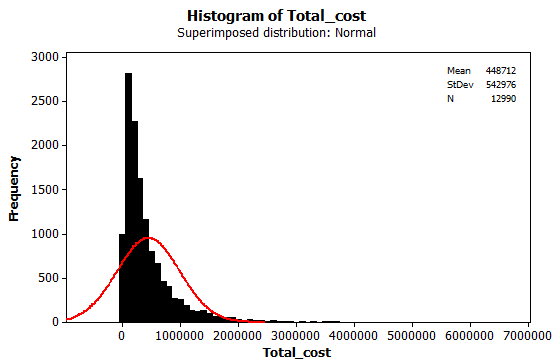 Histogram of Total_cost
Superimposed distribution: Normal
Mean 448712
StDev 542976
N 12990
Frequency
3000
2500
2000
1500
1000
500
0
0 1000000 2000000 3000000 4000000 5000000 6000000 7000000
Total_cost